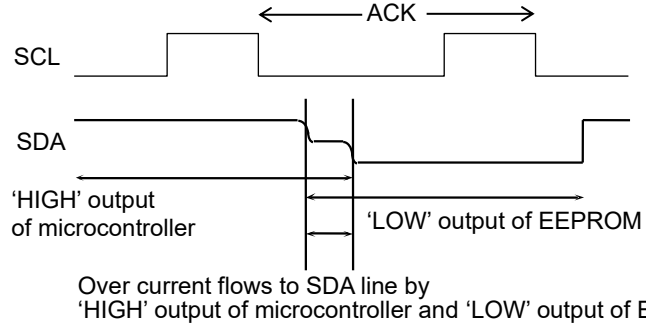 ACK
SCL
SDA
‘HIGH’ output
of microcontroller
‘LOW’ output of EEPROM
Over current flows to SDA line by
‘HIGH’ output of microcontroller and ‘LOW’ output of E